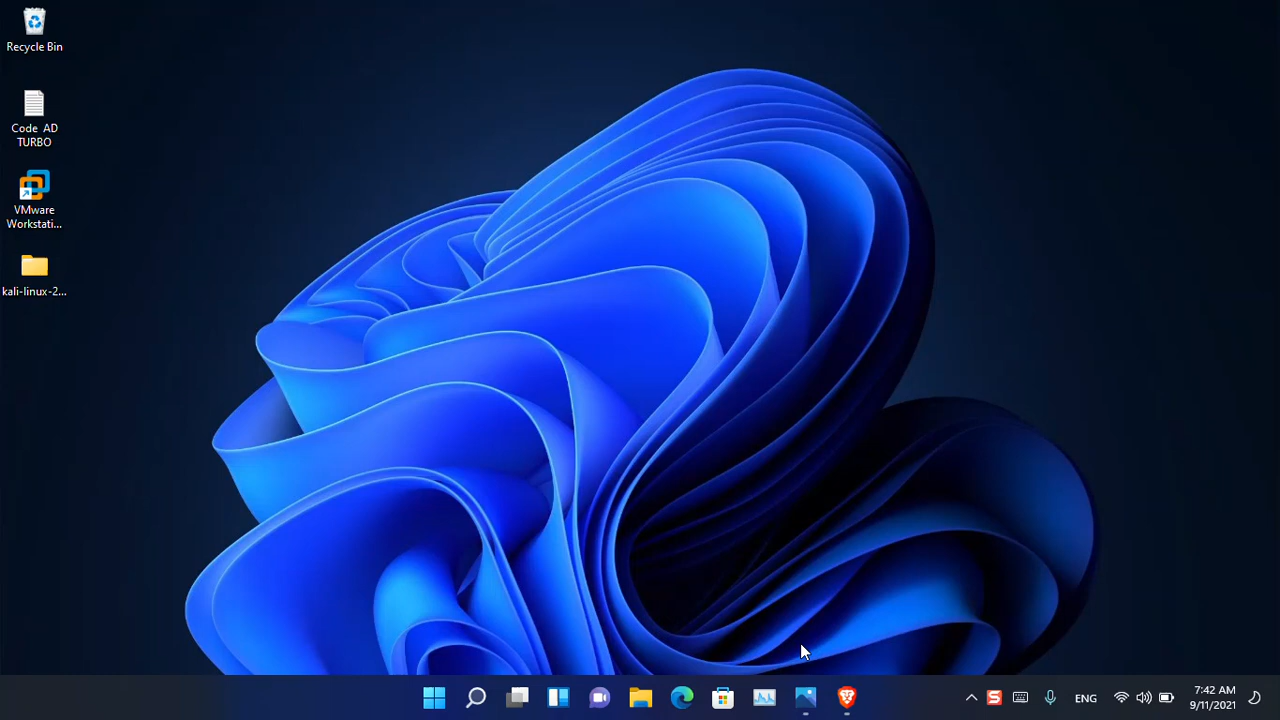 Recycle Bin
Code AD
TURBO
VMware
Workstati...
kali-linux-2...
S
ENG
7:42 AM
9/11/2021